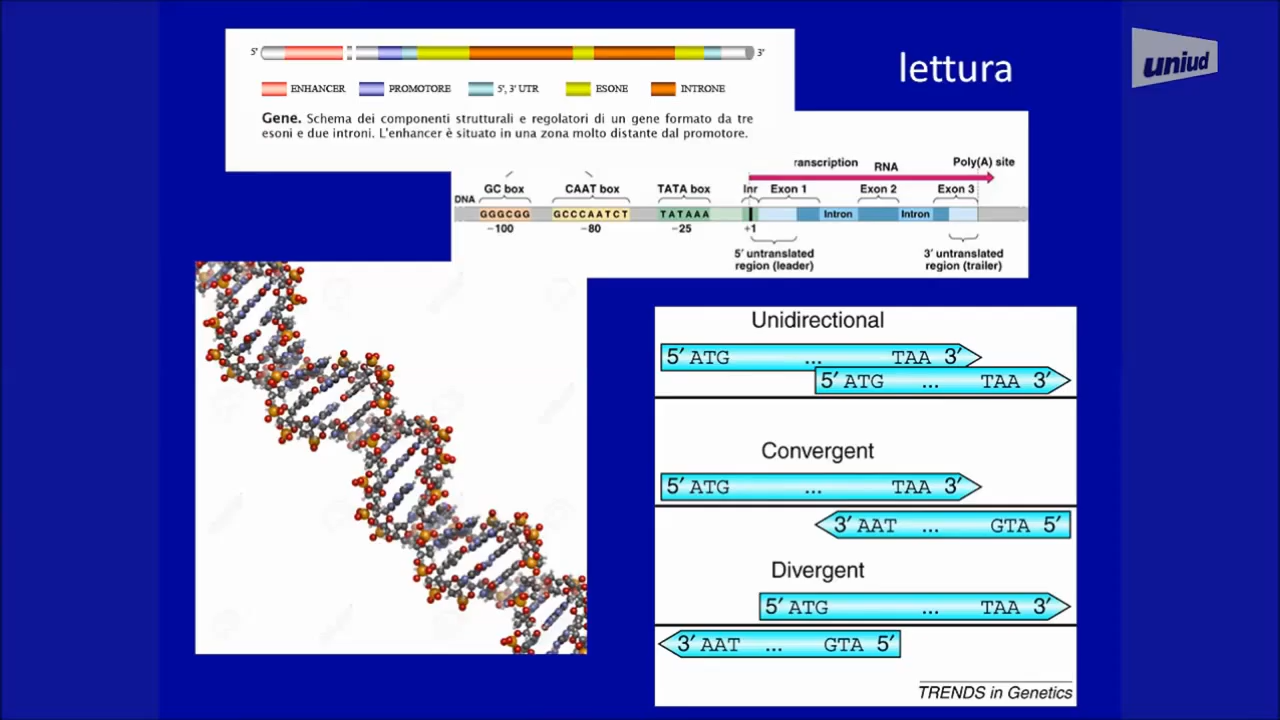 lettura
uniud
5' 3'
ENHANCER PROMOTORE 5', 3' UTR ESONE INTRONE
Gene. Schema dei componenti strutturali e regolatori di un gene formato da tre
esoni e due introni. L'enhancer è situato in una zona molto distante dal promotore.
ranscription RNA Poly(A) site
GC box CAAT box TATA box Inr Exon 1 Exon 2 Exon 3
DNA
GGGCGG GCCCAATCT TATAAA Intron Intron
−100 −80 −25 +1
5′ untranslated
region (leader)
3′ untranslated
region (trailer)
Unidirectional
5′ ATG ... TAA 3′
5′ ATG ... TAA 3′
Convergent
5′ ATG ... TAA 3′
3′ AAT ... GTA 5′
Divergent
5′ ATG ... TAA 3′
3′ AAT ... GTA 5′
TRENDS in Genetics